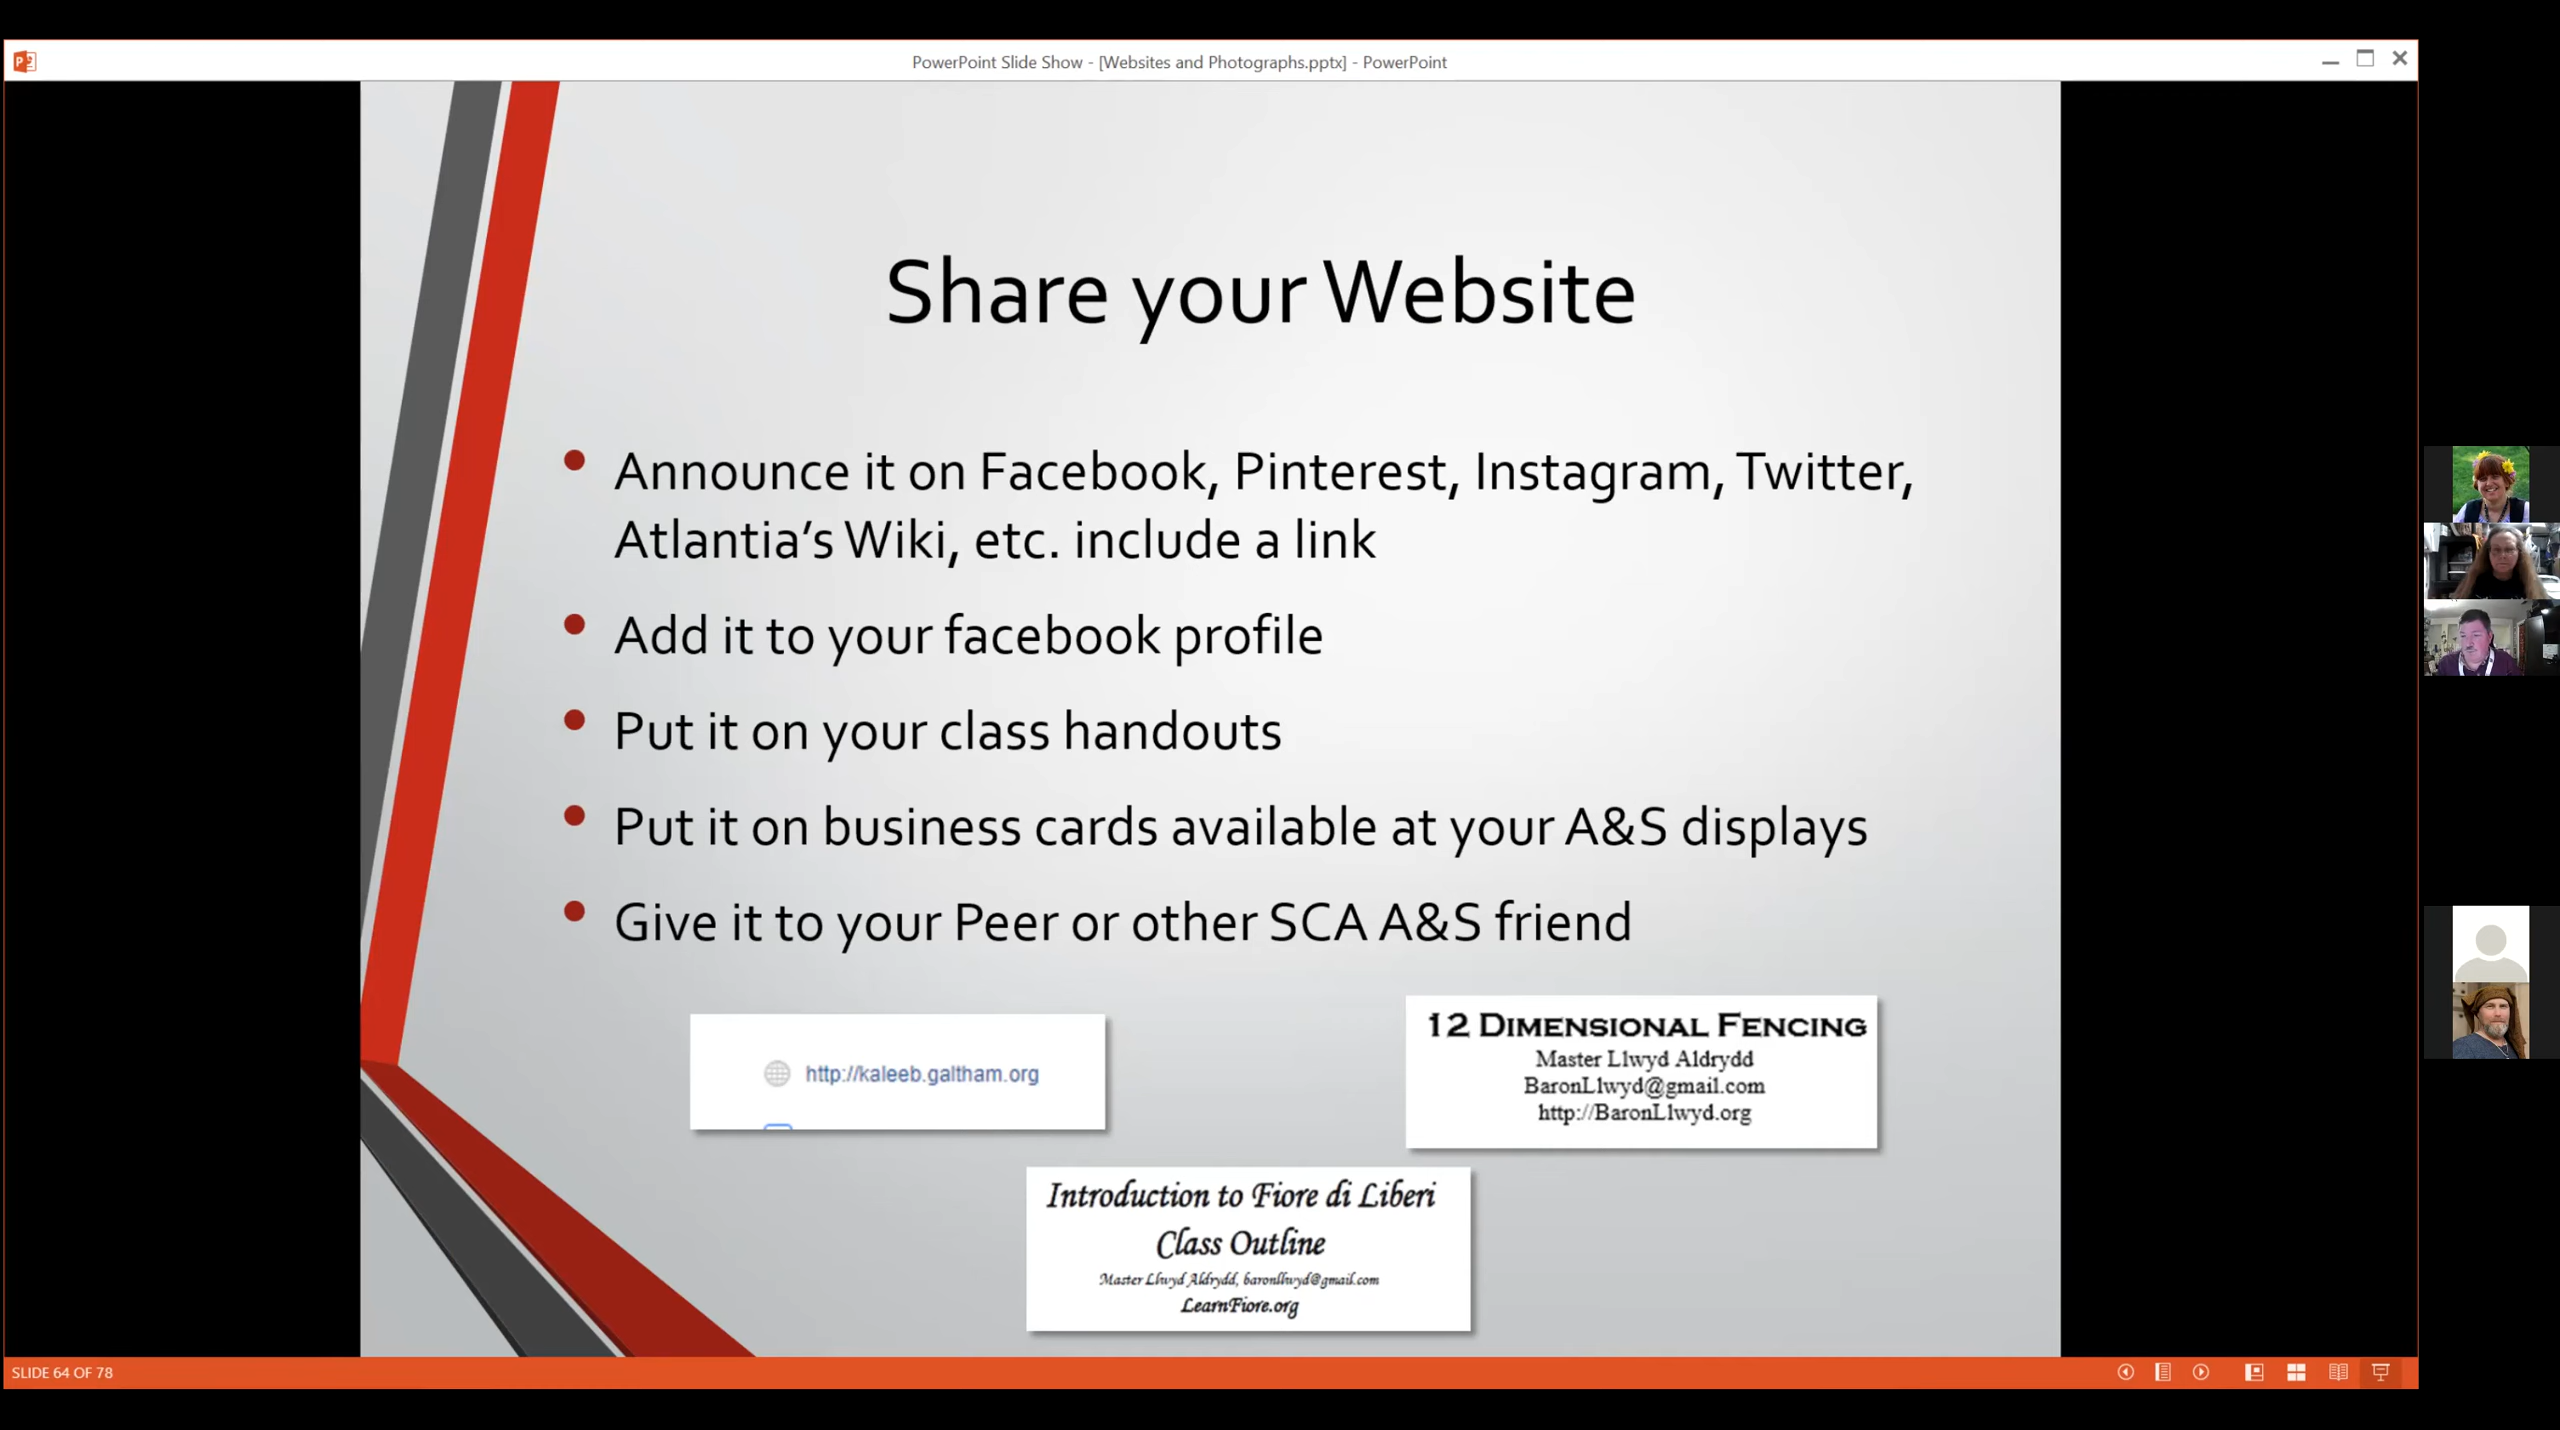 PowerPoint Slide Show - [Websites and Photographs.pptx] - PowerPoint
Share your Website
Announce it on Facebook, Pinterest, Instagram, Twitter,
Atlantia's Wiki, etc. include a link
Add it to your facebook profile
Put it on your class handouts
Put it on business cards available at your A&S displays
Give it to your Peer or other SCA A&S friend
http://kaleeb.galtham.org
12 Dimensional Fencing
Master Llwyd Aldrydd
BaronLlwyd@gmail.com
http://BaronLlwyd.org
Introduction to Fiore di Liberi
Class Outline
Master Llwyd Aldrydd, baronllwyd@gmail.com
LearnFiore.org
SLIDE 64 OF 78